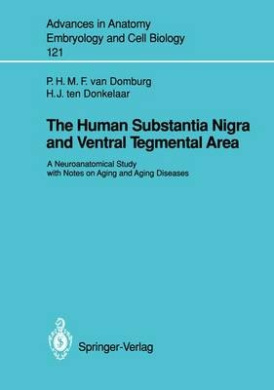 Advances in Anatomy
Embryology and Cell Biology
121
P. H. M. F. van Domburg
H. J. ten Donkelaar
The Human Substantia Nigra
and Ventral Tegmental Area
A Neuroanatomical Study
with Notes on Aging and Aging Diseases
Springer-Verlag